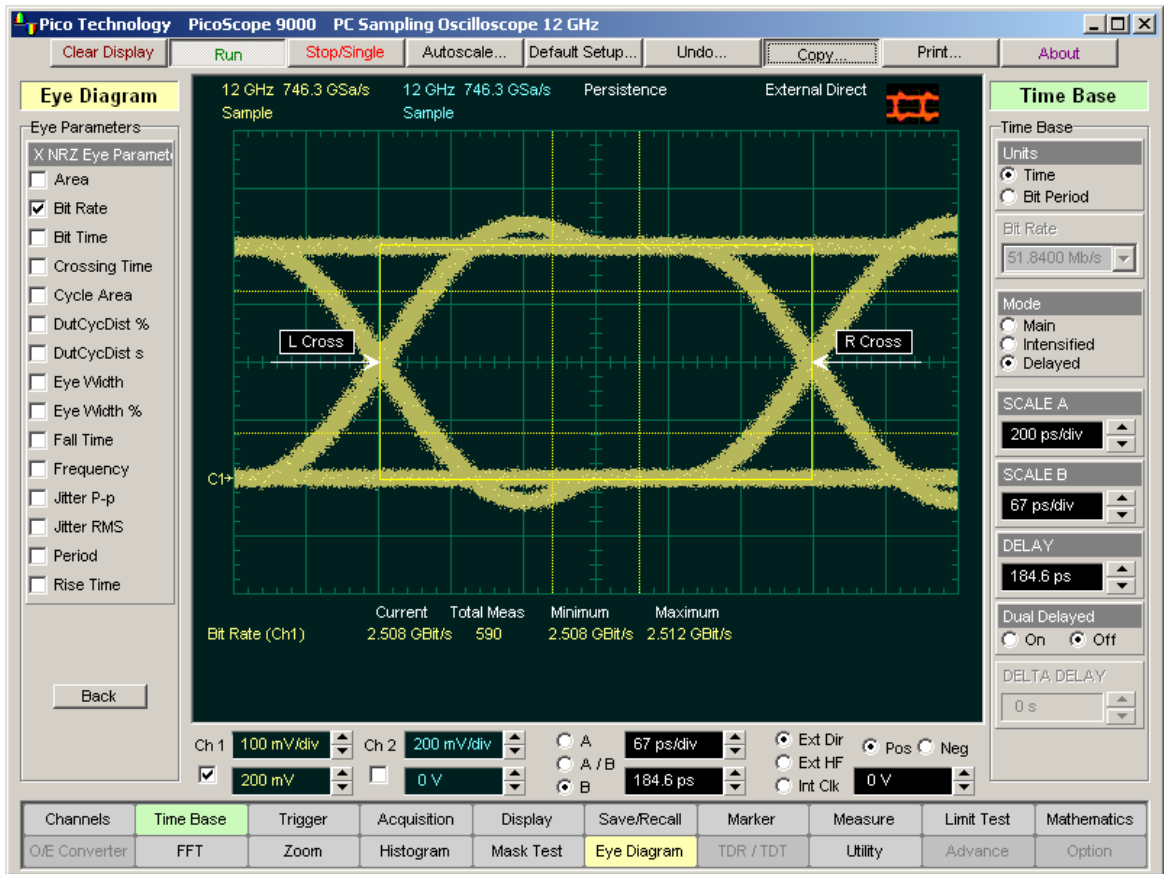 Pico Technology PicoScope 9000 PC Sampling Oscilloscope 12 GHz
Clear Display Run Stop/Single Autoscale... Default Setup... Undo... Copy... Print... About
Eye Diagram
Eye Parameters
X NRZ Eye Paramet
Area
Bit Rate
Bit Time
Crossing Time
Cycle Area
DutCycDist %
DutCycDist s
Eye Width
Eye Width %
Fall Time
Frequency
Jitter P-p
Jitter RMS
Period
Rise Time
Back
12 GHz 746.3 GSa/s 12 GHz 746.3 GSa/s Persistence External Direct
Sample Sample
L Cross R Cross
C1
Current Total Meas Minimum Maximum
Bit Rate (Ch1) 2.508 GBit/s 590 2.508 GBit/s 2.512 GBit/s
Time Base
Time Base
Units
Time
Bit Period
Bit Rate
51.8400 Mb/s
Mode
Main
Intensified
Delayed
SCALE A
200 ps/div
SCALE B
67 ps/div
DELAY
184.6 ps
Dual Delayed
On Off
DELTA DELAY
0 s
Ch 1 100 mV/div Ch 2 200 mV/div A 67 ps/div Ext Dir Pos Neg
A / B Ext HF
200 mV 0 V B 184.6 ps Int Clk 0 V
Channels Time Base Trigger Acquisition Display Save/Recall Marker Measure Limit Test Mathematics
O/E Converter FFT Zoom Histogram Mask Test Eye Diagram TDR / TDT Utility Advance Option